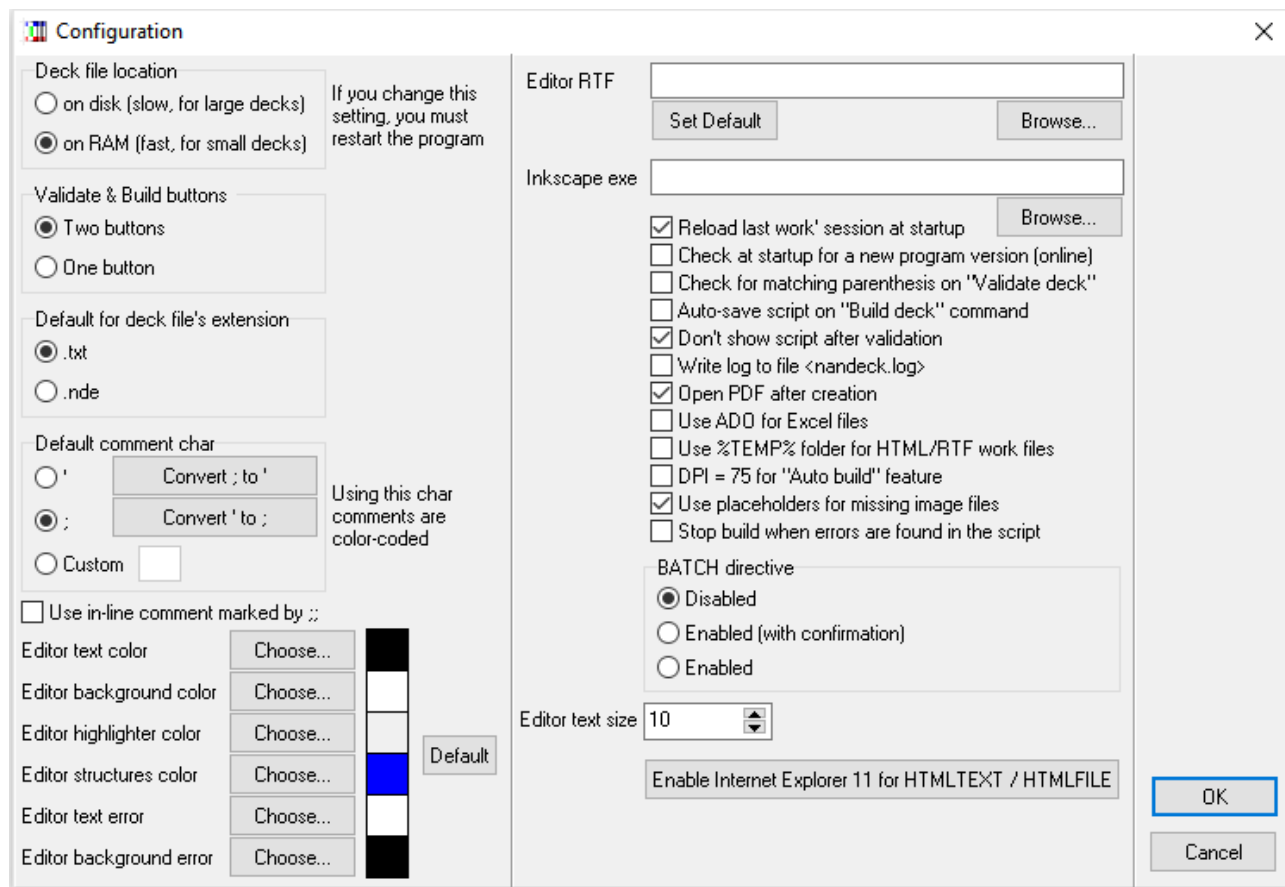 Configuration
Deck file location
on disk (slow, for large decks)
on RAM (fast, for small decks)
If you change this
setting, you must
restart the program
Validate & Build buttons
Two buttons
One button
Default for deck file's extension
.txt
.nde
Default comment char
'
Convert ; to '
;
Convert ' to ;
Custom
Using this char
comments are
color-coded
Use in-line comment marked by ;;
Editor text color
Choose...
Editor background color
Choose...
Editor highlighter color
Choose...
Editor structures color
Choose...
Editor text error
Choose...
Editor background error
Choose...
Default
Editor RTF
Set Default
Browse...
Inkscape exe
Browse...
Reload last work' session at startup
Check at startup for a new program version (online)
Check for matching parenthesis on "Validate deck"
Auto-save script on "Build deck" command
Don't show script after validation
Write log to file <nandeck.log>
Open PDF after creation
Use ADO for Excel files
Use %TEMP% folder for HTML/RTF work files
DPI = 75 for "Auto build" feature
Use placeholders for missing image files
Stop build when errors are found in the script
BATCH directive
Disabled
Enabled (with confirmation)
Enabled
Editor text size
10
Enable Internet Explorer 11 for HTMLTEXT / HTMLFILE
OK
Cancel